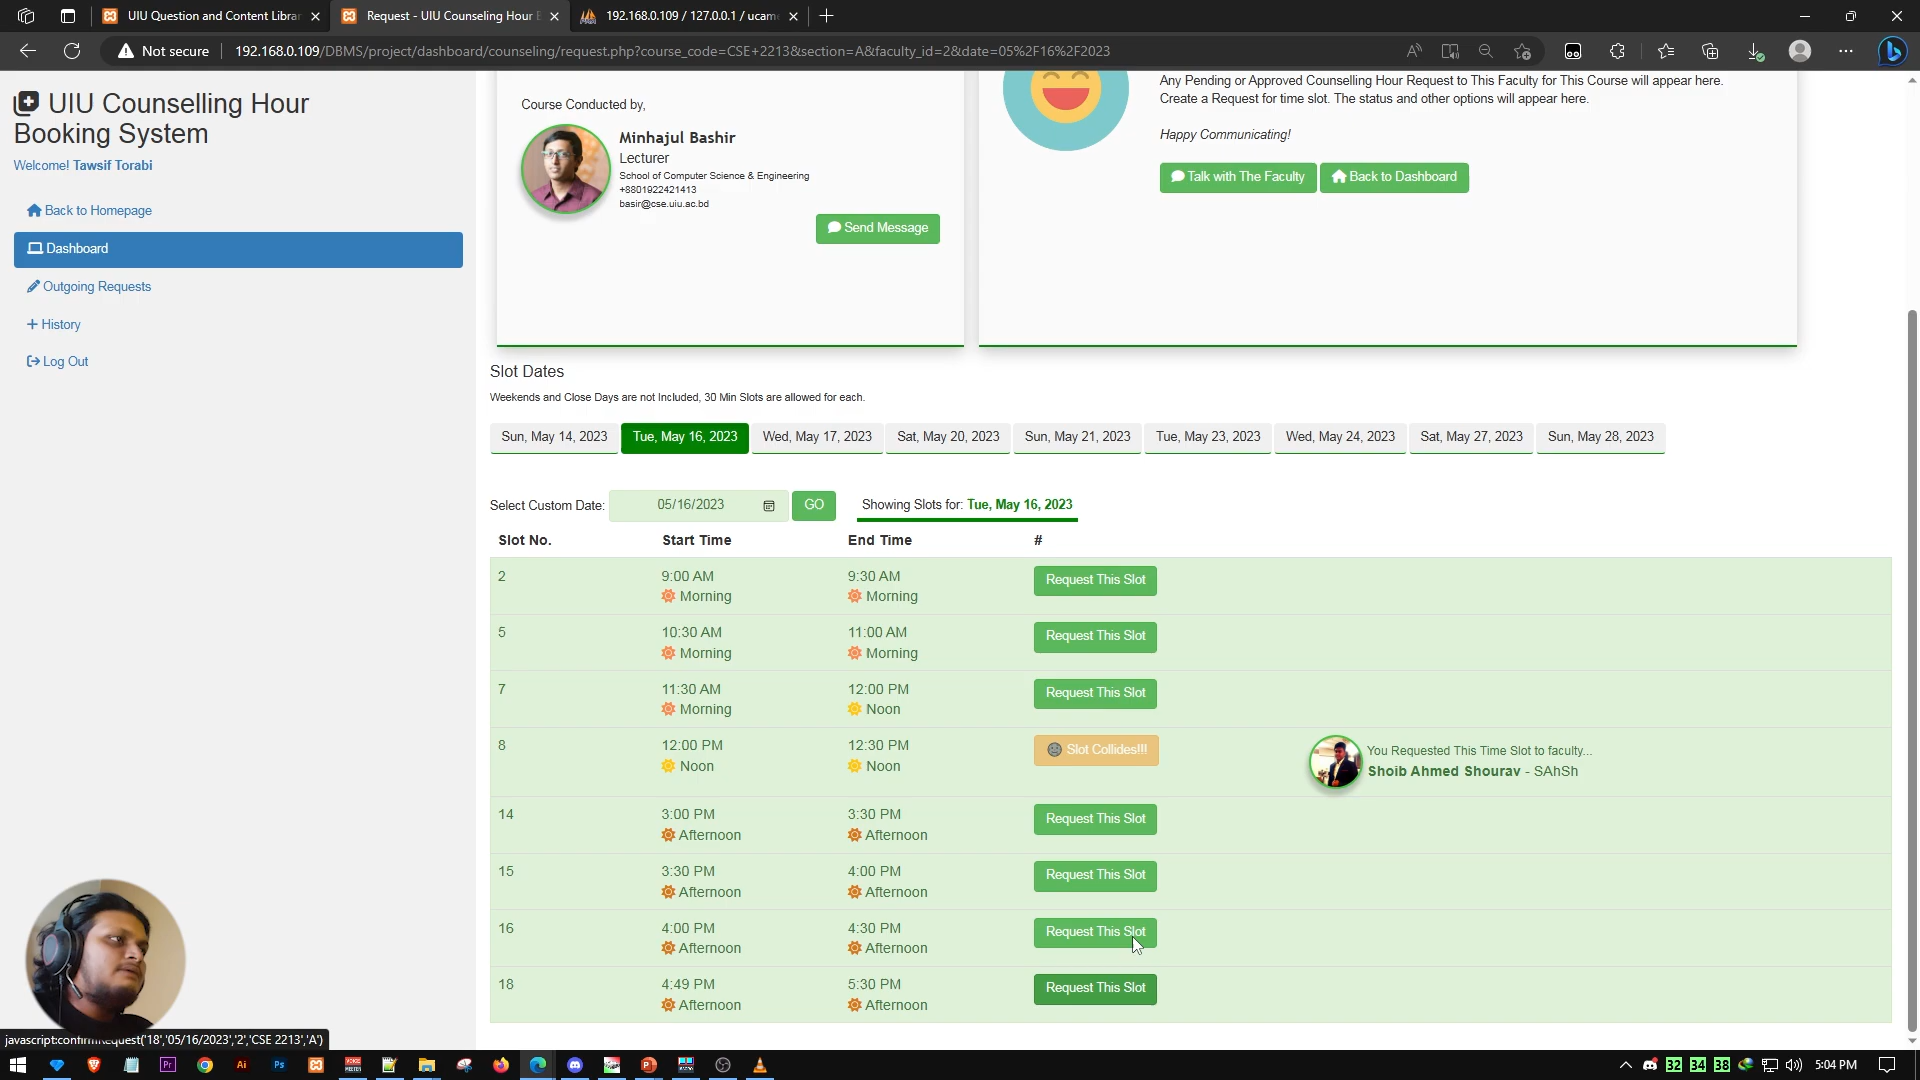 UIU Question and Content Librar
Request - UIU Counseling Hour B
192.168.0.109 / 127.0.0.1 / ucam
Not secure
192.168.0.109/DBMS/project/dashboard/counseling/request.php?course_code=CSE+2213&section=A&faculty_id=2&date=05%2F16%2F2023
UIU Counselling Hour
Booking System
Welcome! Tawsif Torabi
Back to Homepage
Dashboard
Outgoing Requests
History
Log Out
Course Conducted by,
Minhajul Bashir
Lecturer
School of Computer Science & Engineering
+8801922421413
basir@cse.uiu.ac.bd
Send Message
Any Pending or Approved Counselling Hour Request to This Faculty for This Course will appear here.
Create a Request for time slot. The status and other options will appear here.
Happy Communicating!
Talk with The Faculty Back to Dashboard
Slot Dates
Weekends and Close Days are not Included, 30 Min Slots are allowed for each.
Sun, May 14, 2023 Tue, May 16, 2023 Wed, May 17, 2023 Sat, May 20, 2023 Sun, May 21, 2023 Tue, May 23, 2023 Wed, May 24, 2023 Sat, May 27, 2023 Sun, May 28, 2023
Select Custom Date: 05/16/2023 GO Showing Slots for: Tue, May 16, 2023
Slot No. Start Time End Time #
2 9:00 AM 9:30 AM Request This Slot
Morning Morning
5 10:30 AM 11:00 AM Request This Slot
Morning Morning
7 11:30 AM 12:00 PM Request This Slot
Morning Noon
8 12:00 PM 12:30 PM Slot Collides!!! You Requested This Time Slot to faculty...
Noon Noon Shoib Ahmed Shourav - SAhSh
14 3:00 PM 3:30 PM Request This Slot
Afternoon Afternoon
15 3:30 PM 4:00 PM Request This Slot
Afternoon Afternoon
16 4:00 PM 4:30 PM Request This Slot
Afternoon Afternoon
18 4:49 PM 5:30 PM Request This Slot
Afternoon Afternoon
javascript:confirmRequest('18','05/16/2023','2','CSE 2213','A')
Pr Ai Ps
32 34 38 5:04 PM